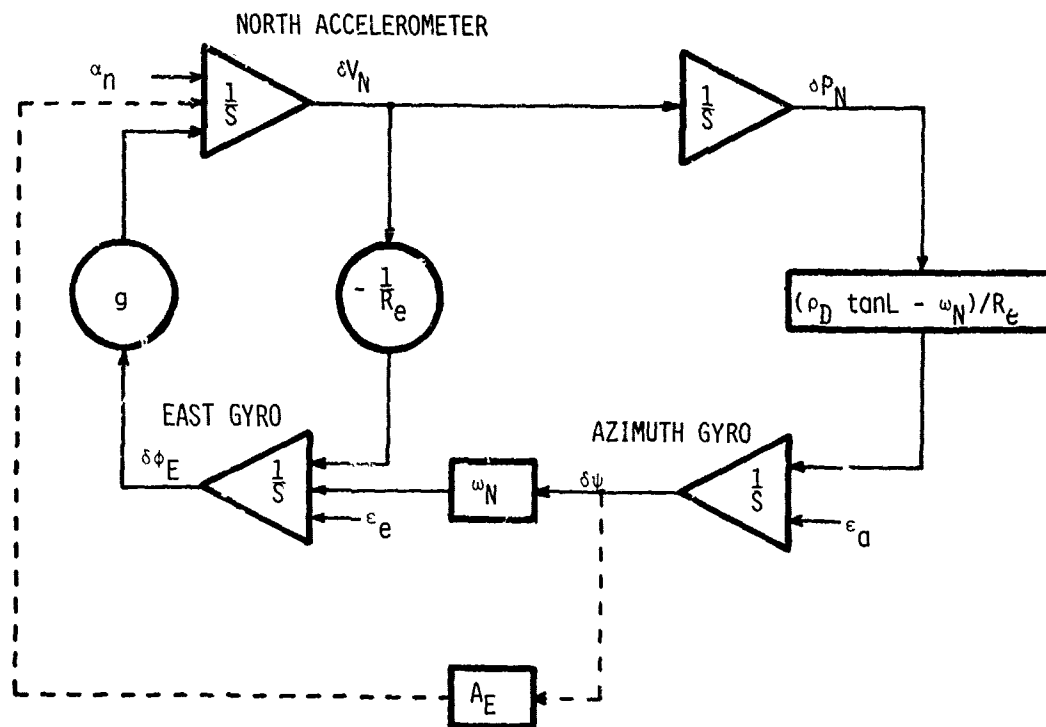 NORTH ACCELEROMETER
αn
1/S
δVN
1/S
δPN
g
- 1/Re
(ρD tanL - ωN)/Re
EAST GYRO
AZIMUTH GYRO
δφE
1/S
ωN
δψ
1/S
εe
εa
AE